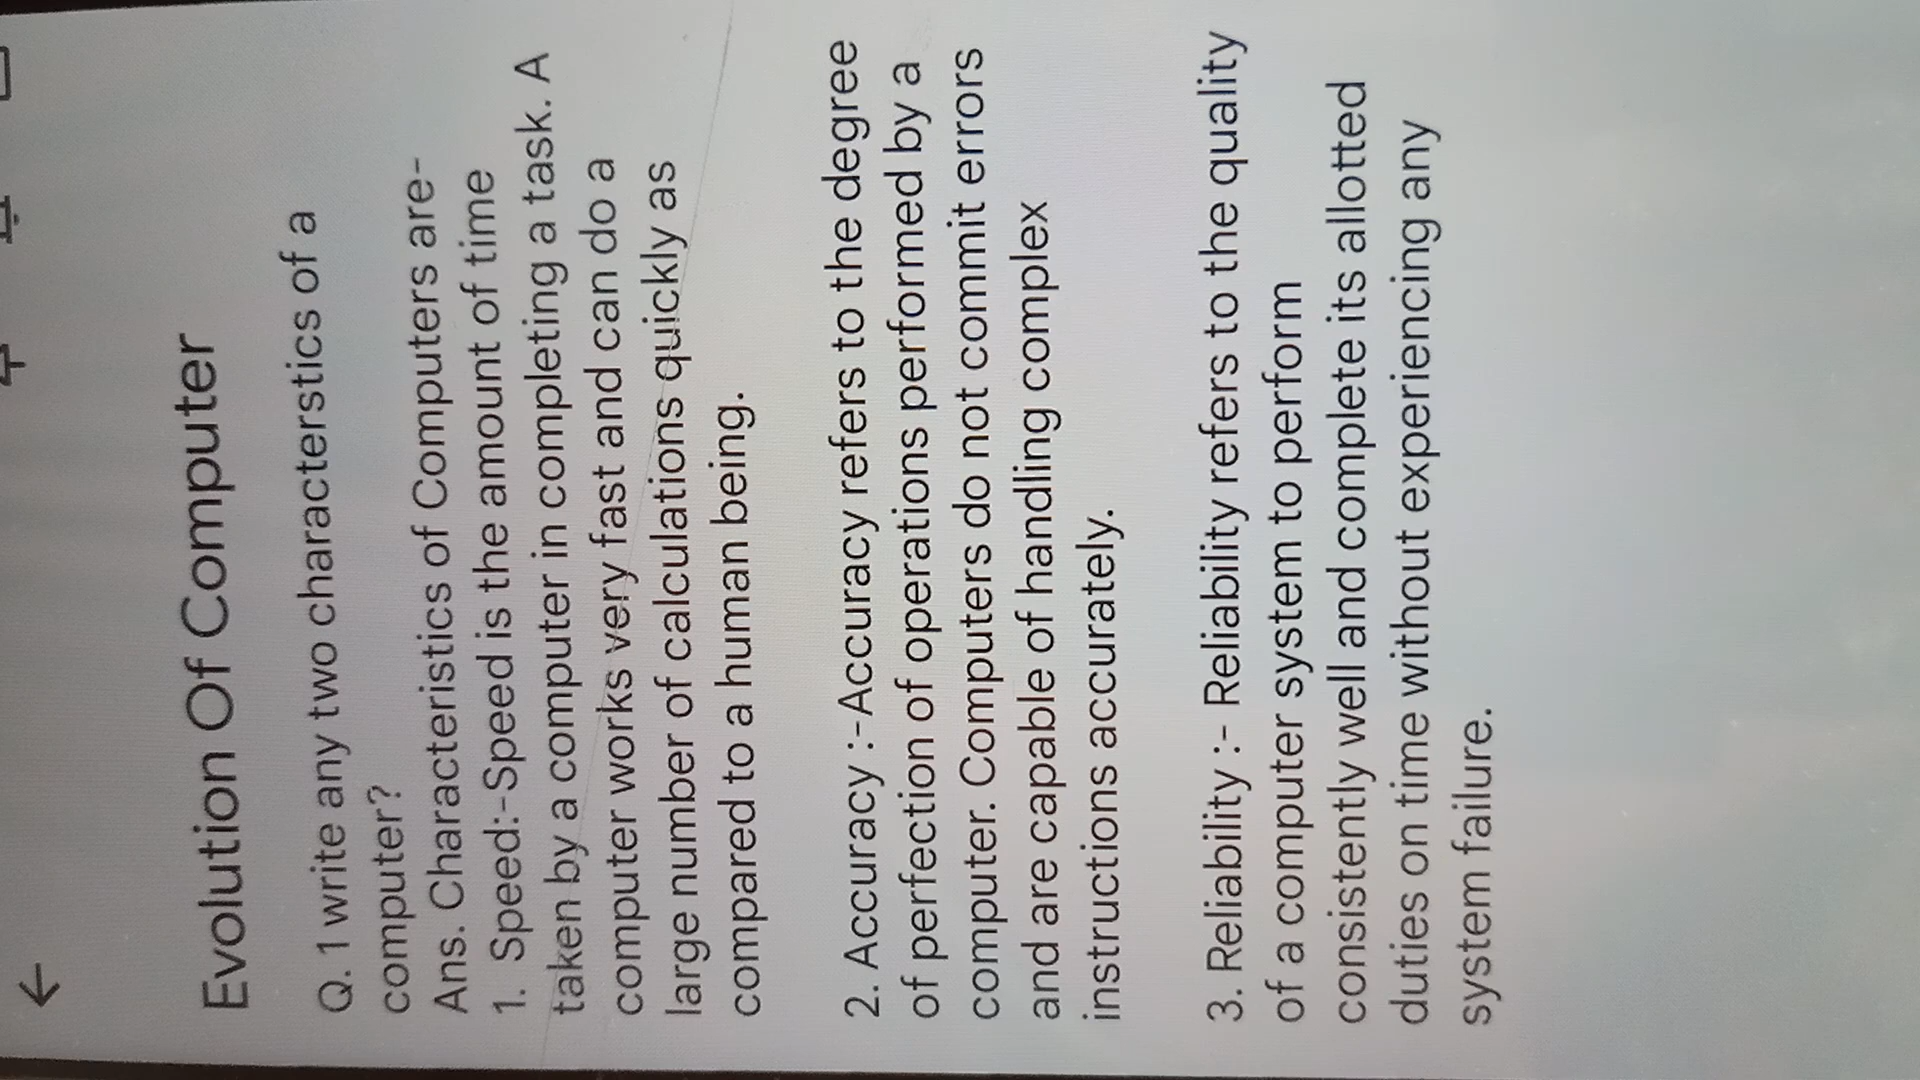 Evolution Of Computer
Q. 1 write any two characterstics of a
computer?
Ans. Characteristics of Computers are-
1. Speed:-Speed is the amount of time
taken by a computer in completing a task. A
computer works very fast and can do a
large number of calculations quickly as
compared to a human being.
2. Accuracy :-Accuracy refers to the degree
of perfection of operations performed by a
computer. Computers do not commit errors
and are capable of handling complex
instructions accurately.
3. Reliability :- Reliability refers to the quality
of a computer system to perform
consistently well and complete its allotted
duties on time without experiencing any
system failure.